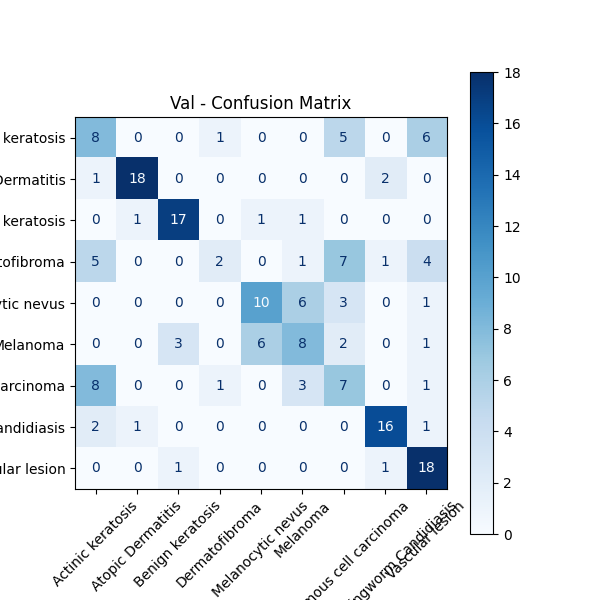 Val - Confusion Matrix
keratosis 8 0 0 1 0 0 5 0 6
Dermatitis 1 18 0 0 0 0 0 2 0
keratosis 0 1 17 0 1 1 0 0 0
tofibroma 5 0 0 2 0 1 7 1 4
ytic nevus 0 0 0 0 10 6 3 0 1
Melanoma 0 0 3 0 6 8 2 0 1
arcinoma 8 0 0 1 0 3 7 0 1
andidiasis 2 1 0 0 0 0 0 16 1
ular lesion 0 0 1 0 0 0 0 1 18
Actinic keratosis
Atopic Dermatitis
Benign keratosis
Dermatofibroma
Melanocytic nevus
Melanoma
mous cell carcinoma
ngworm Candidiasis
Vascular lesion
18
16
14
12
10
8
6
4
2
0